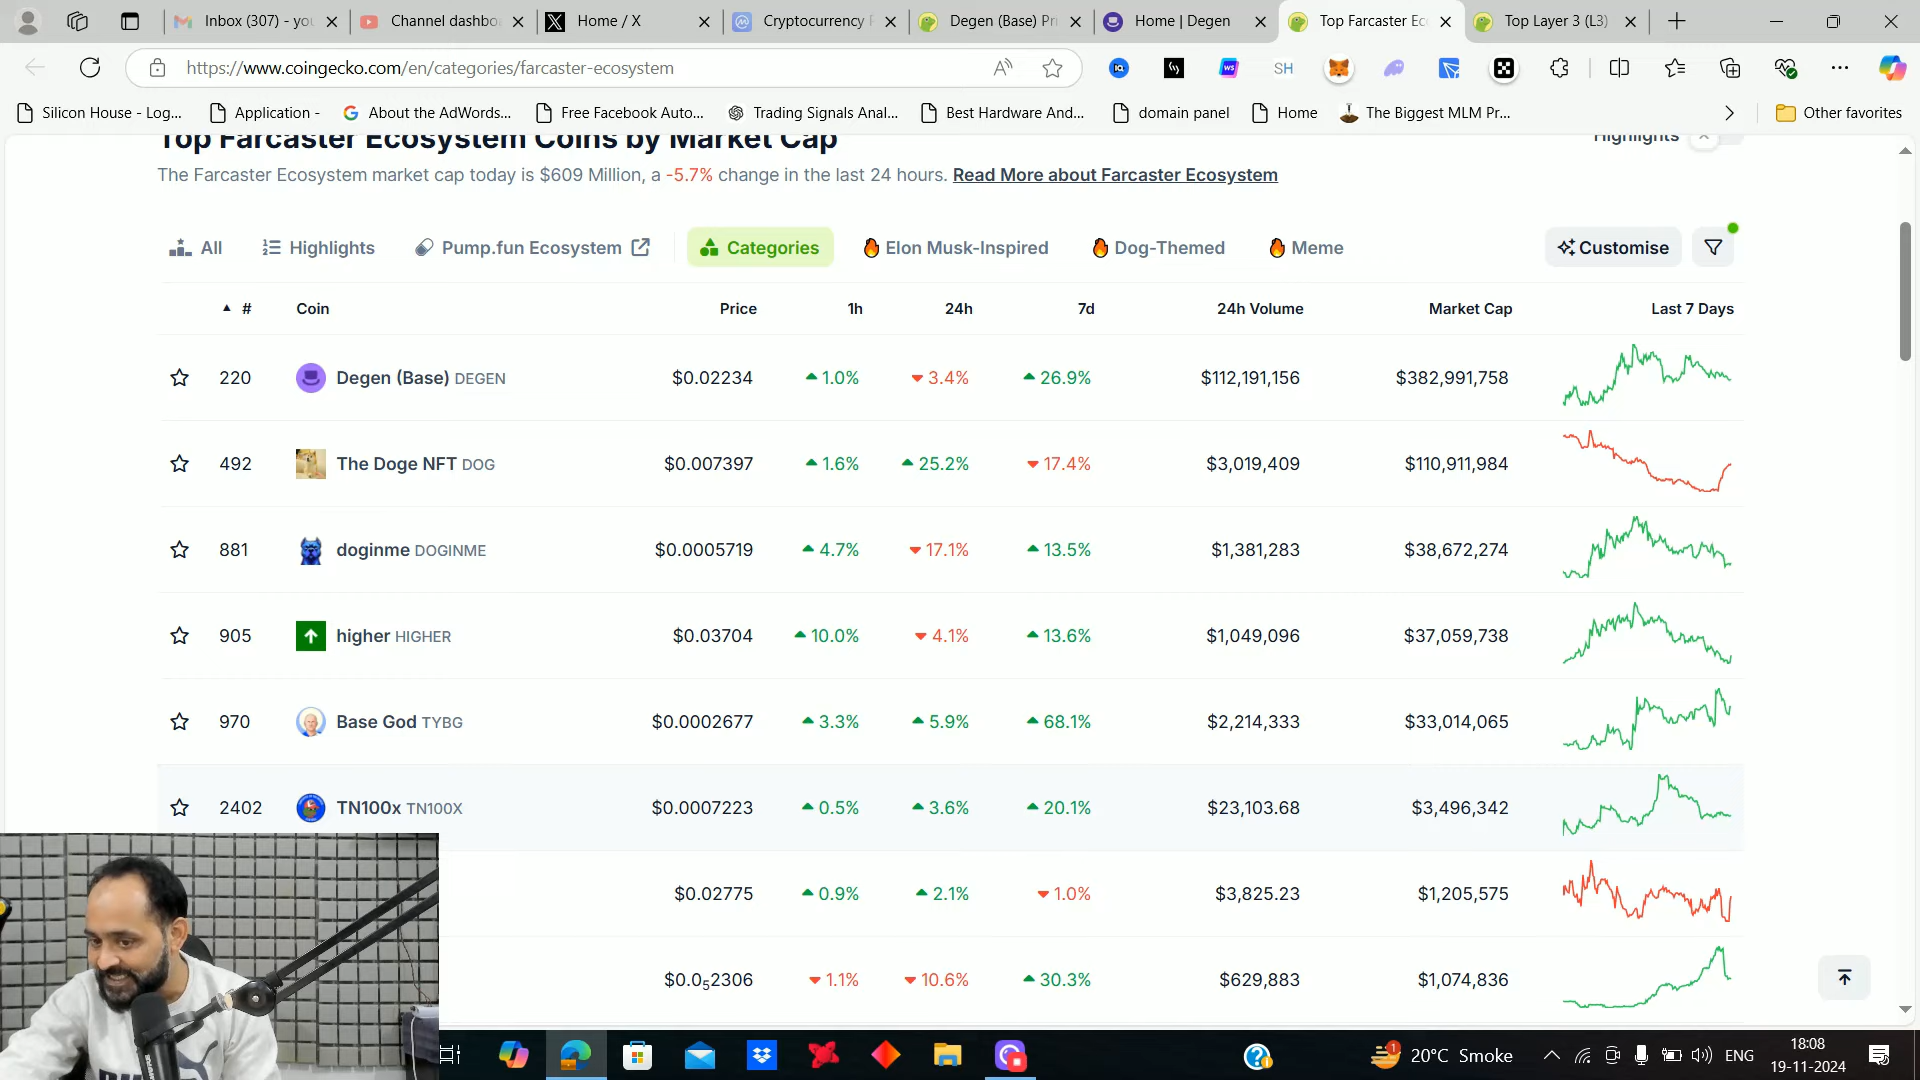 Inbox (307) - you
Channel dashbo
Home / X
Cryptocurrency P
Degen (Base) Pri
Home | Degen
Top Farcaster Ec
Top Layer 3 (L3)
https://www.coingecko.com/en/categories/farcaster-ecosystem
Silicon House - Log...
Application -
About the AdWords...
Free Facebook Auto...
Trading Signals Anal...
Best Hardware And...
domain panel
Home
The Biggest MLM Pr...
Other favorites
Top Farcaster Ecosystem Coins by Market Cap
Highlights
The Farcaster Ecosystem market cap today is $609 Million, a -5.7% change in the last 24 hours. Read More about Farcaster Ecosystem
All Highlights Pump.fun Ecosystem Categories Elon Musk-Inspired Dog-Themed Meme Customise
# Coin Price 1h 24h 7d 24h Volume Market Cap Last 7 Days
220 Degen (Base) DEGEN $0.02234 1.0% 3.4% 26.9% $112,191,156 $382,991,758
492 The Doge NFT DOG $0.007397 1.6% 25.2% 17.4% $3,019,409 $110,911,984
881 doginme DOGINME $0.0005719 4.7% 17.1% 13.5% $1,381,283 $38,672,274
905 higher HIGHER $0.03704 10.0% 4.1% 13.6% $1,049,096 $37,059,738
970 Base God TYBG $0.0002677 3.3% 5.9% 68.1% $2,214,333 $33,014,065
2402 TN100x TN100X $0.0007223 0.5% 3.6% 20.1% $23,103.68 $3,496,342
$0.02775 0.9% 2.1% 1.0% $3,825.23 $1,205,575
$0.0₅2306 1.1% 10.6% 30.3% $629,883 $1,074,836
20°C Smoke
ENG
18:08
19-11-2024